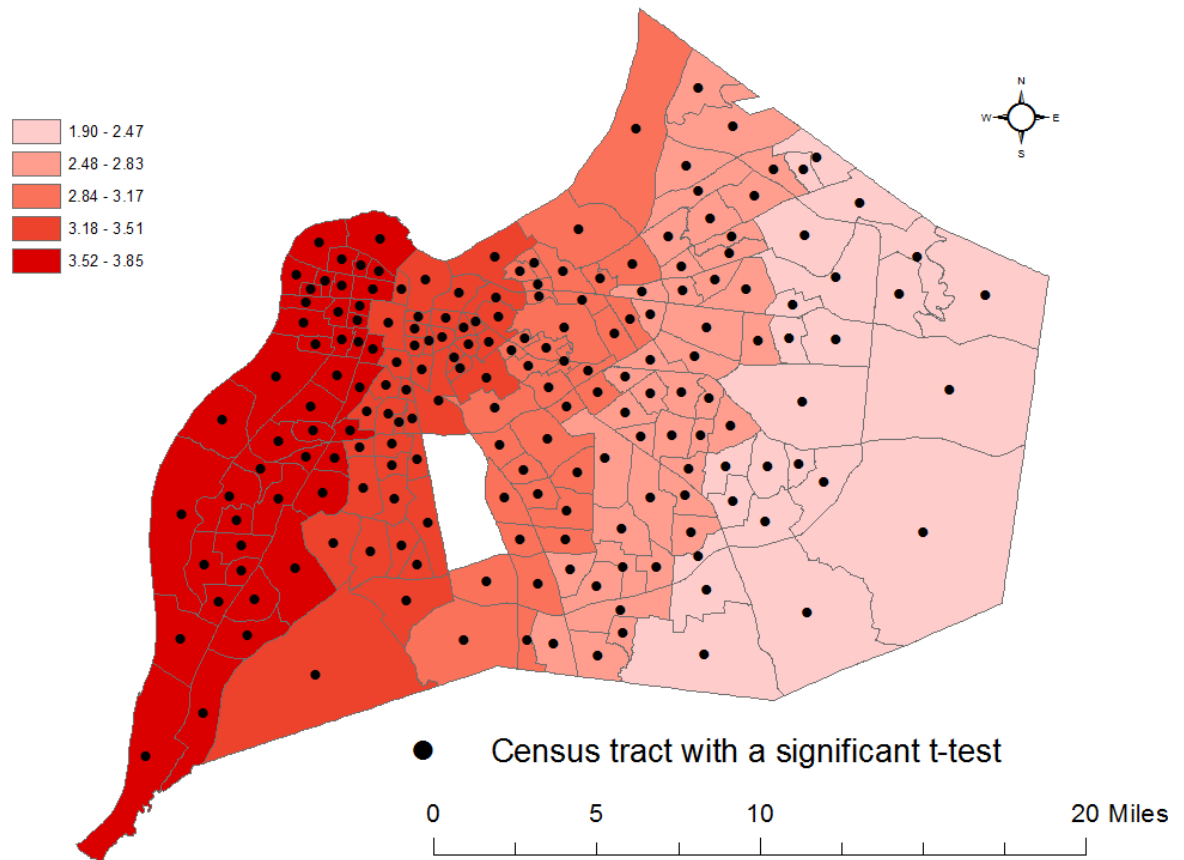 N
W E
S
1.90 - 2.47
2.48 - 2.83
2.84 - 3.17
3.18 - 3.51
3.52 - 3.85
Census tract with a significant t-test
0 5 10 20 Miles